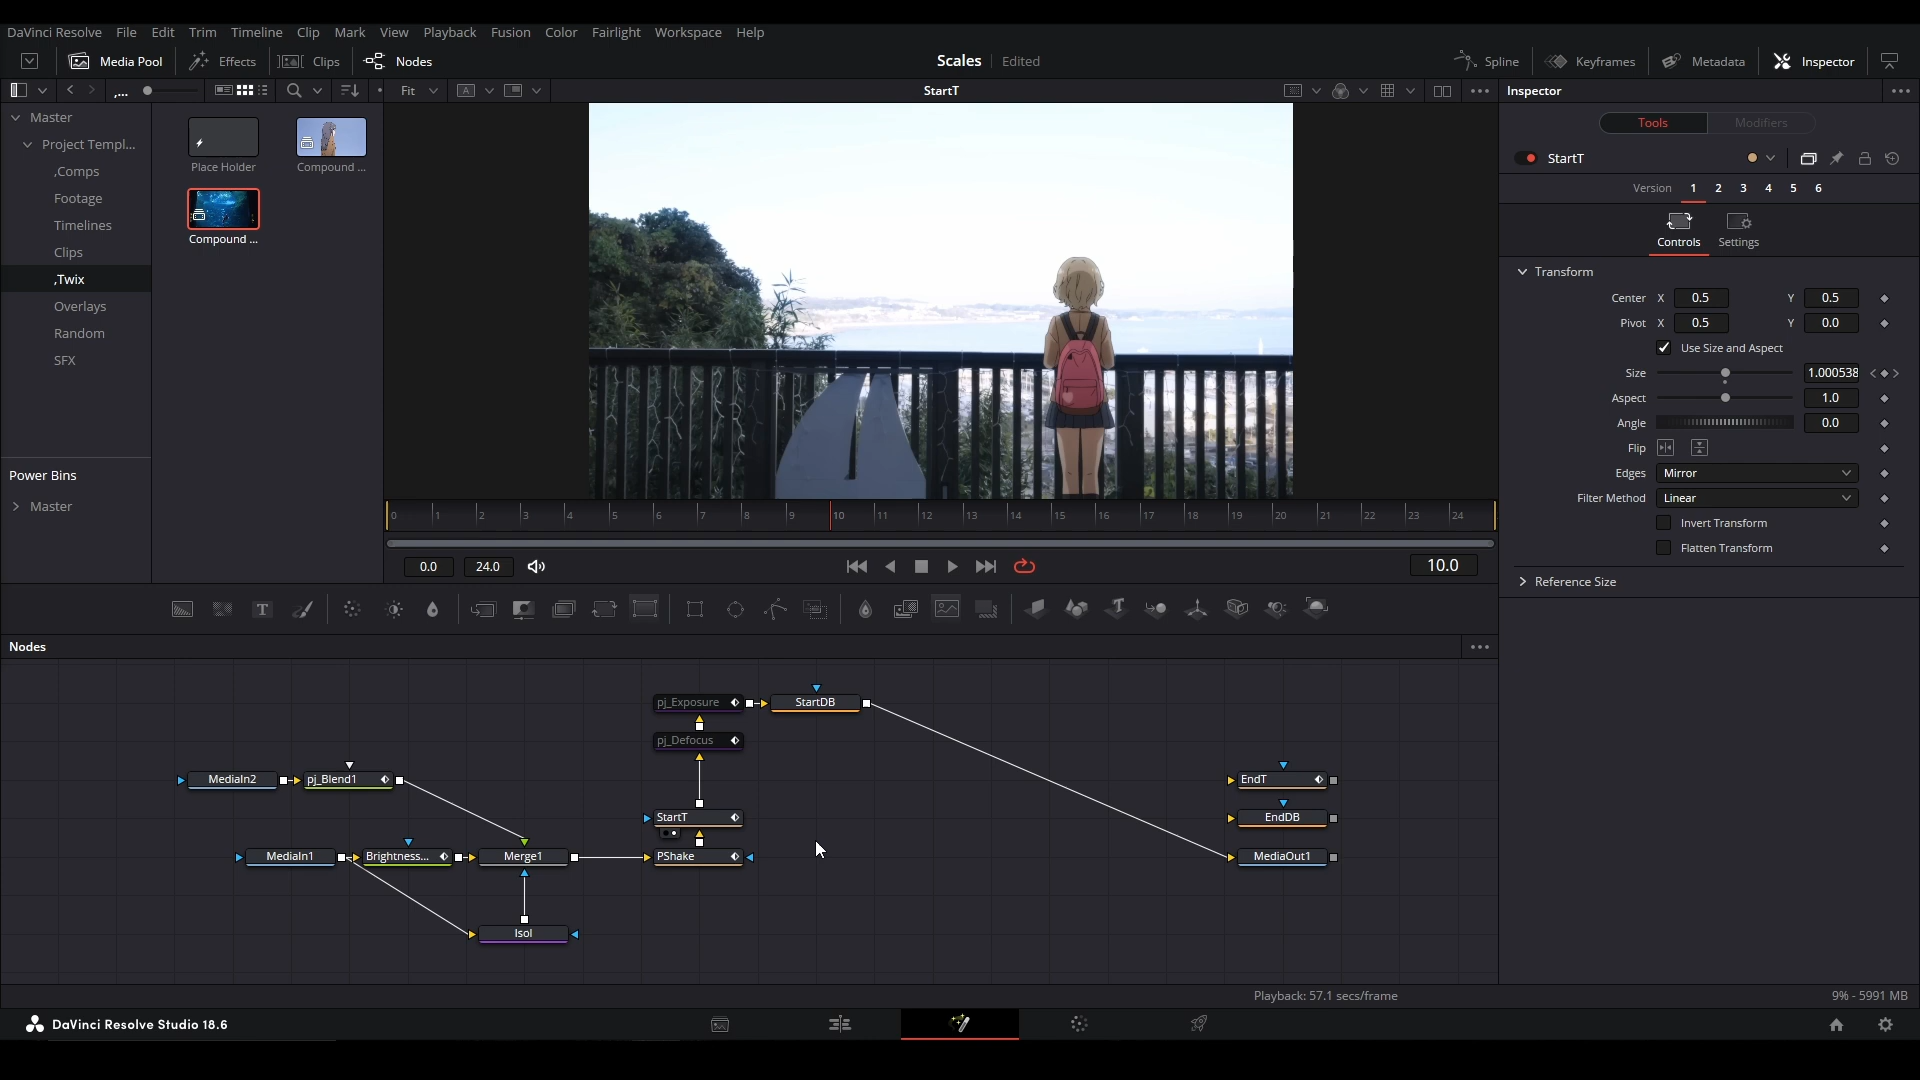 DaVinci Resolve File Edit Trim Timeline Clip Mark View Playback Fusion Color Fairlight Workspace Help
Media Pool Effects Clips Nodes Scales Edited Spline Keyframes Metadata Inspector
Fit A StartT Inspector
Master
Project Templ...
,Comps
Footage
Timelines
Clips
,Twix
Overlays
Random
SFX
Power Bins
Master
Place Holder Compound ...
Compound ...
Tools Modifiers
StartT
Version 1 2 3 4 5 6
Controls Settings
Transform
Center X 0.5 Y 0.5
Pivot X 0.5 Y 0.0
Use Size and Aspect
Size 1.000538
Aspect 1.0
Angle 0.0
Flip
Edges Mirror
Filter Method Linear
Invert Transform
Flatten Transform
Reference Size
0 1 2 3 4 5 6 7 8 9 10 11 12 13 14 15 16 17 18 19 20 21 22 23 24
0.0 24.0 10.0
T
Nodes
pj_Exposure StartDB
pj_Defocus
MediaIn2 pj_Blend1 EndT
StartT EndDB
MediaIn1 Brightness... Merge1 PShake MediaOut1
Isol
Playback: 57.1 secs/frame 9% - 5991 MB
DaVinci Resolve Studio 18.6